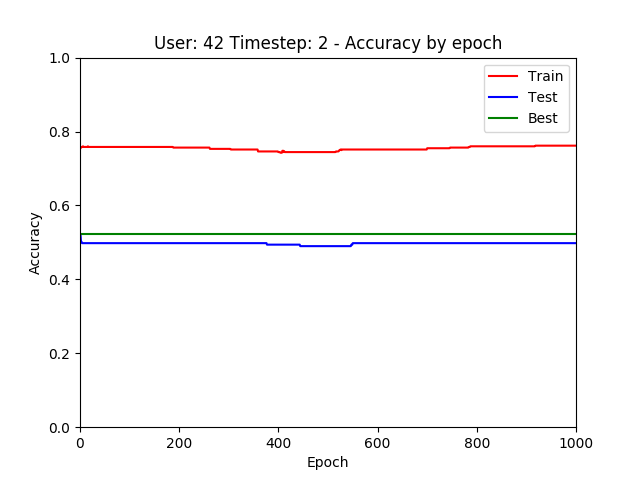 User: 42 Timestep: 2 - Accuracy by epoch
1.0
0.8
0.6
0.4
0.2
0.0
Accuracy
Train
Test
Best
0 200 400 600 800 1000
Epoch